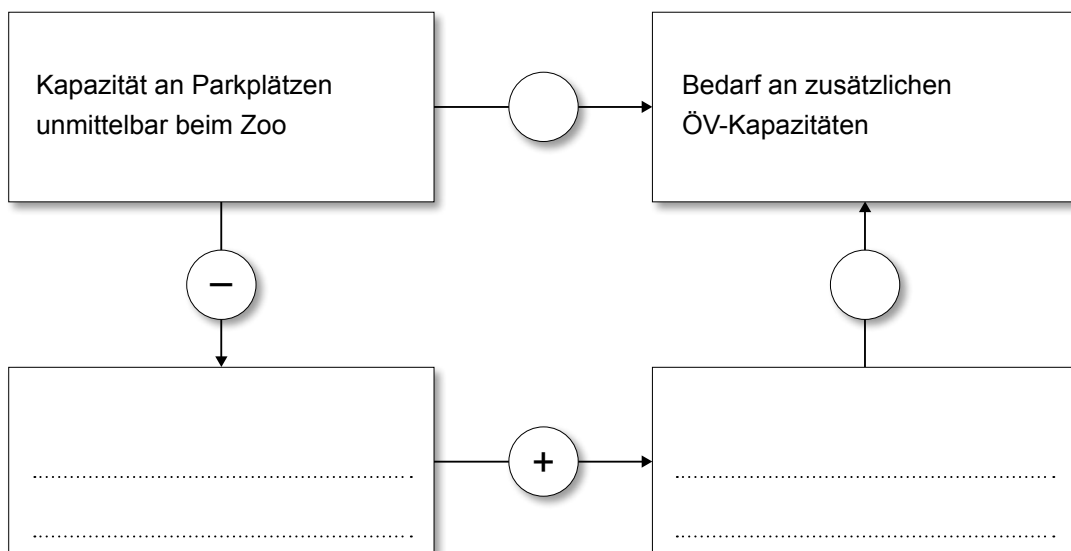 Kapazität an Parkplätzen
unmittelbar beim Zoo
Bedarf an zusätzlichen
ÖV-Kapazitäten
−
+